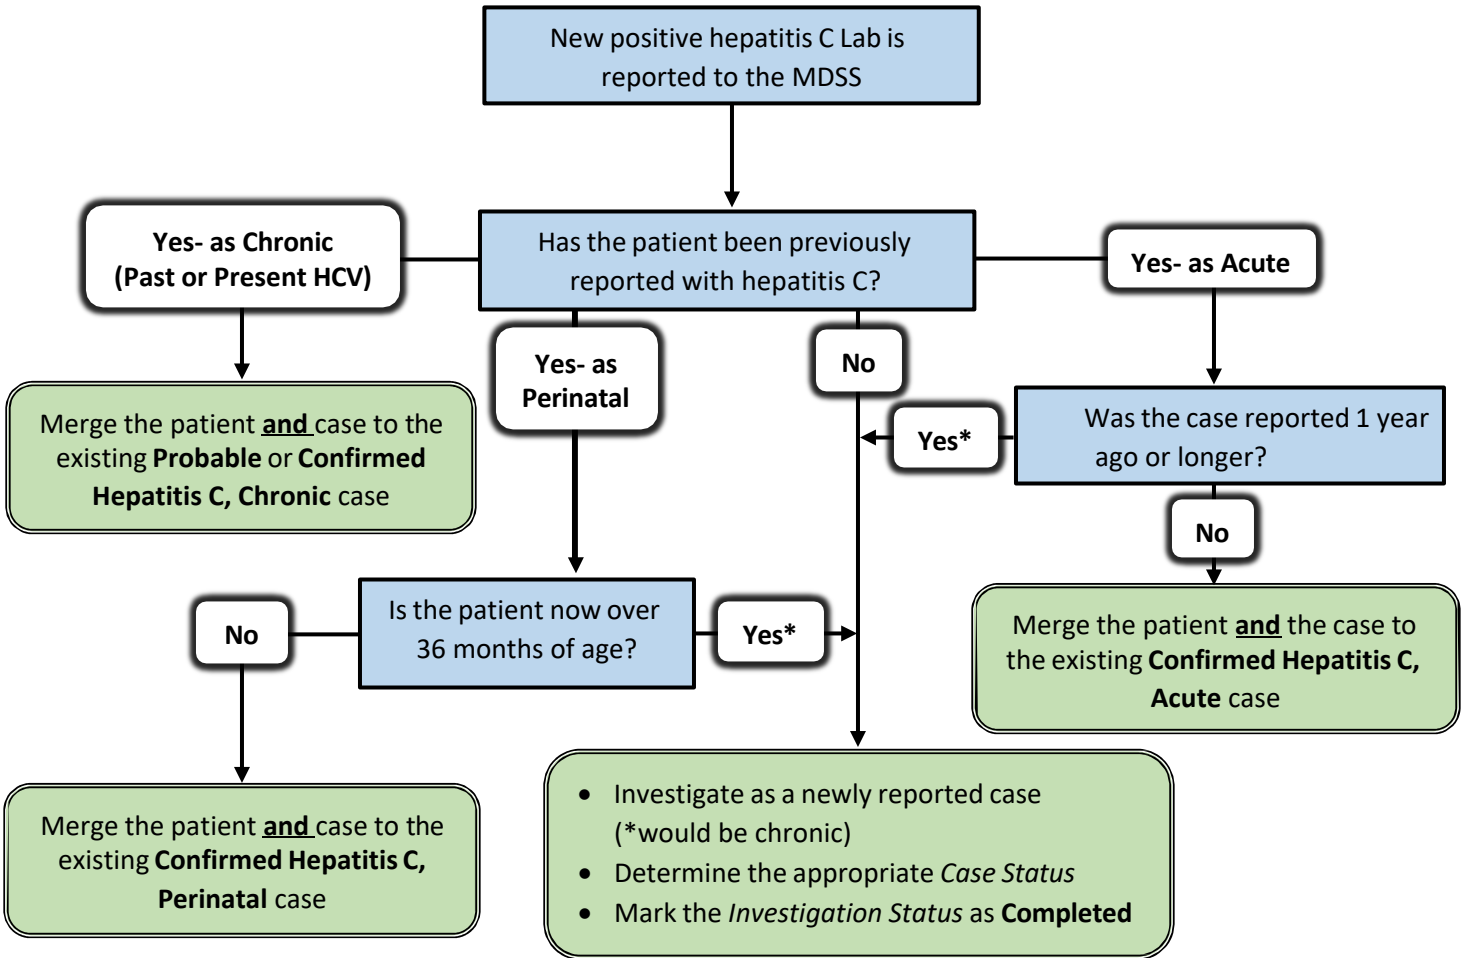 New positive hepatitis C Lab is
reported to the MDSS
Yes- as Chronic
(Past or Present HCV)
Has the patient been previously
reported with hepatitis C?
Yes- as Acute
Yes- as
Perinatal
No
Merge the patient and case to the
existing Probable or Confirmed
Hepatitis C, Chronic case
Yes*
Was the case reported 1 year
ago or longer?
No
No
Is the patient now over
36 months of age?
Yes*
Merge the patient and the case to
the existing Confirmed Hepatitis C,
Acute case
Merge the patient and case to the
existing Confirmed Hepatitis C,
Perinatal case
• Investigate as a newly reported case
(*would be chronic)
• Determine the appropriate Case Status
• Mark the Investigation Status as Completed